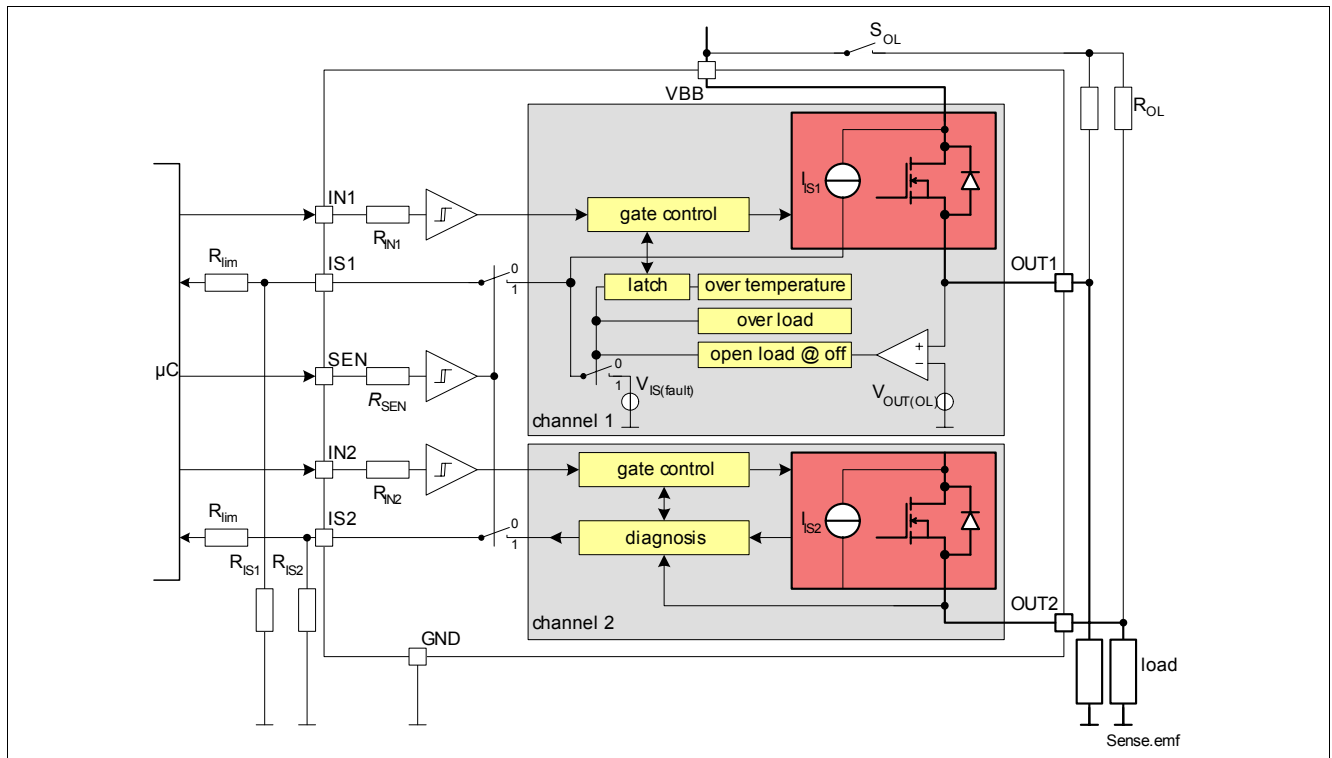 S_OL
VBB
R_OL
IN1
R_IN1
gate control
I_IS1
R_lim
IS1
0
1
latch
over temperature
OUT1
over load
open load @ off
+
-
µC
SEN
R_SEN
0
1
V_IS(fault)
V_OUT(OL)
channel 1
IN2
R_IN2
gate control
I_IS2
R_lim
IS2
0
1
diagnosis
R_IS1
R_IS2
OUT2
channel 2
GND
load
Sense.emf